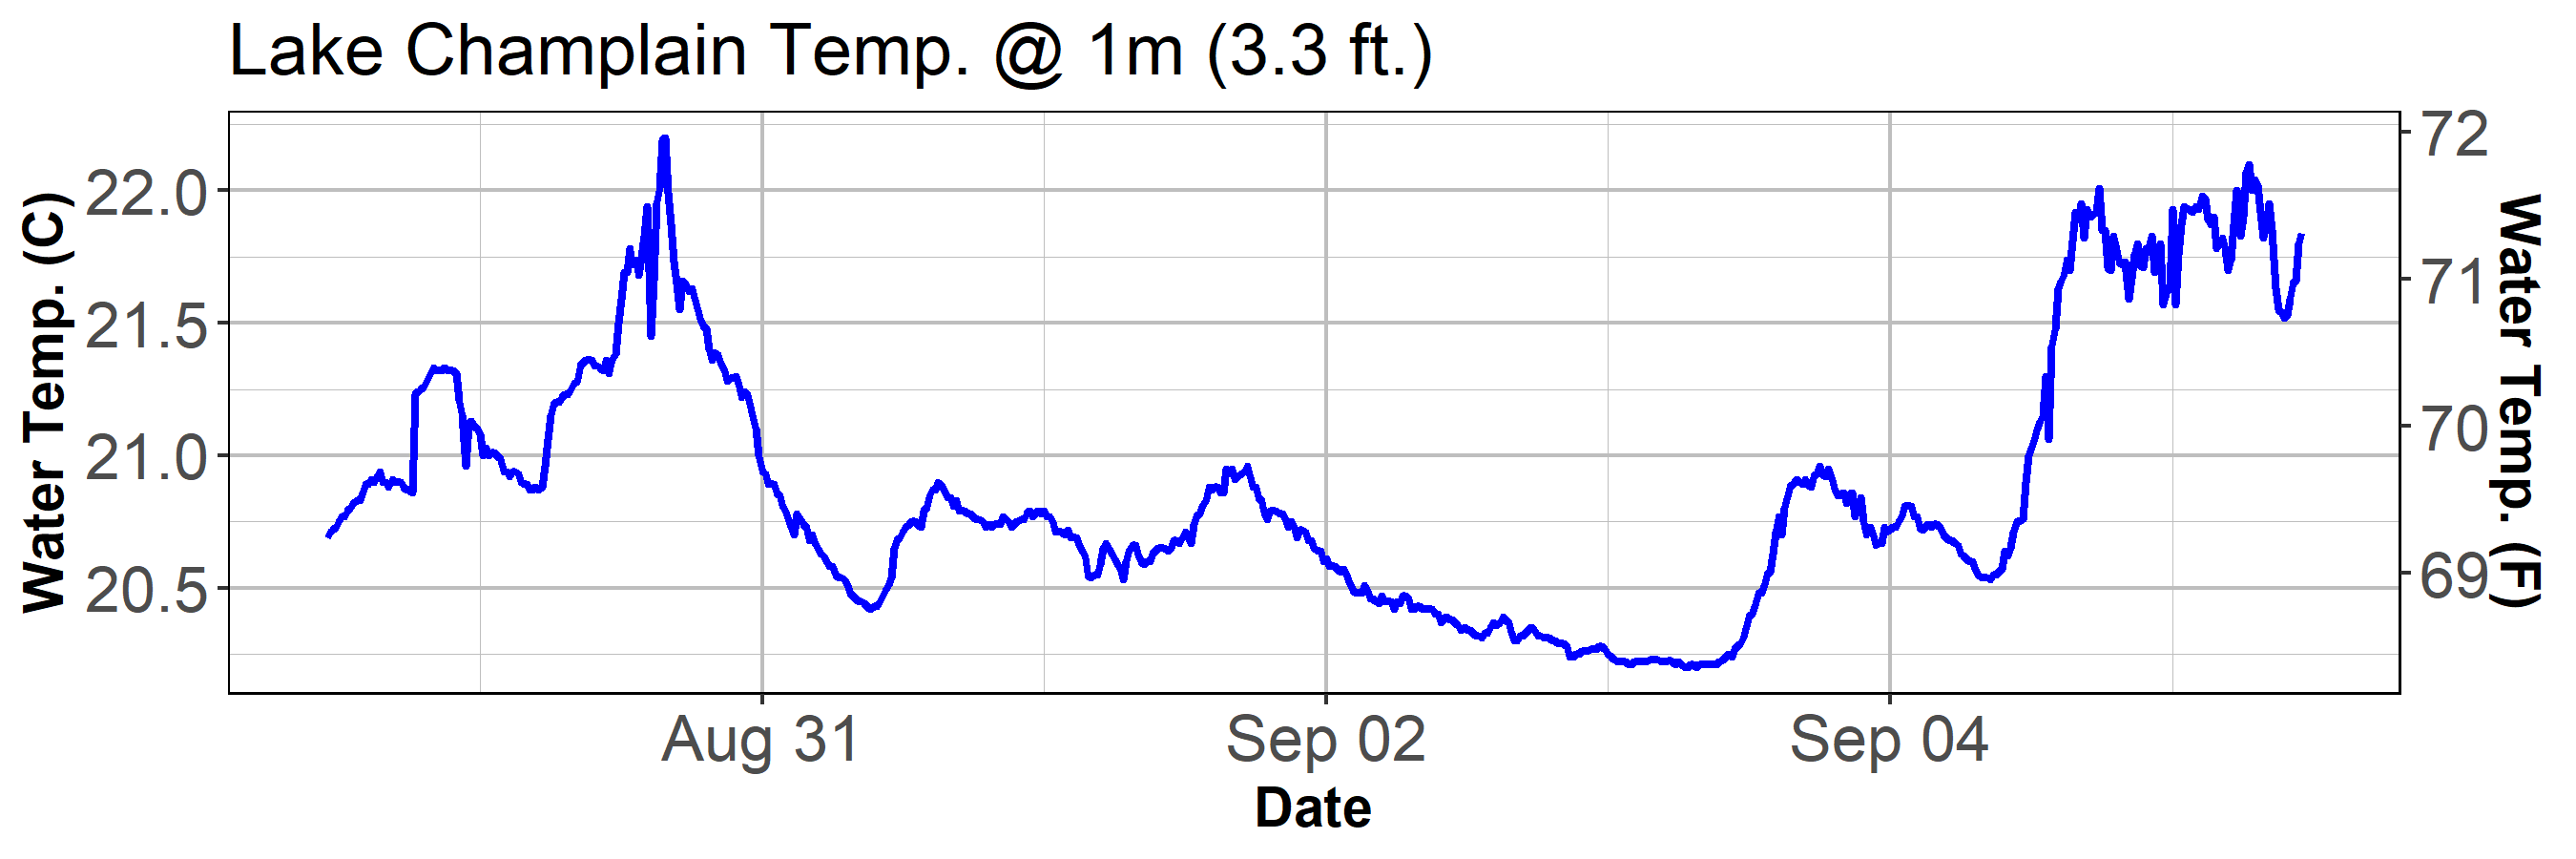 Lake Champlain Temp. @ 1m (3.3 ft.)
Water Temp. (C)
22.0
21.5
21.0
20.5
72
71
70
69
Water Temp. (F)
Aug 31
Sep 02
Sep 04
Date